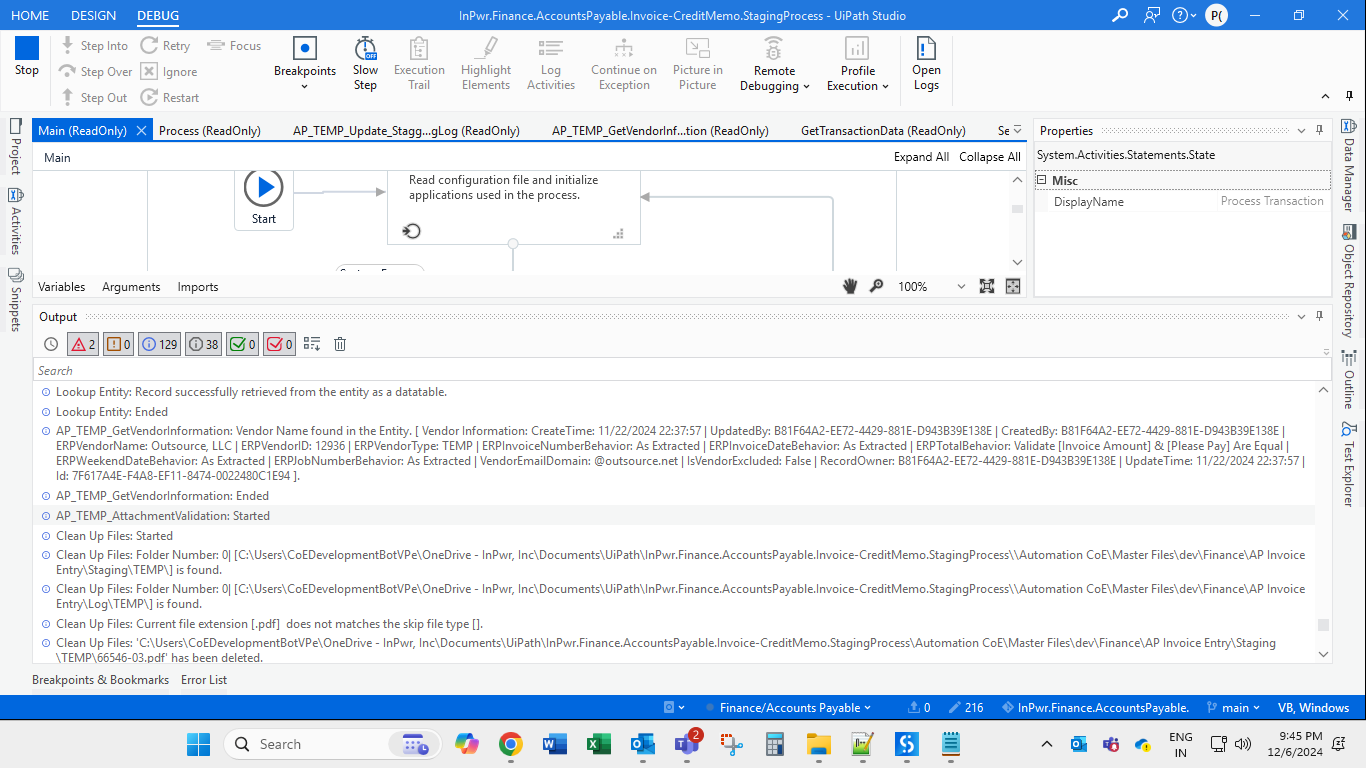 HOME DESIGN DEBUG InPwr.Finance.AccountsPayable.Invoice-CreditMemo.StagingProcess - UiPath Studio P(
Stop
Step Into Retry Focus
Step Over Ignore
Step Out Restart
Breakpoints
OFF
Slow Step
Execution Trail
Highlight Elements
Log Activities
Continue on Exception
Picture in Picture
Remote Debugging
Profile Execution
Open Logs
Main (ReadOnly) Process (ReadOnly) AP_TEMP_Update_Stagg...gLog (ReadOnly) AP_TEMP_GetVendorInf...tion (ReadOnly) GetTransactionData (ReadOnly) Se
Project
Activities
Snippets
Main Expand All Collapse All
Start
Read configuration file and initialize
applications used in the process.
Variables Arguments Imports 100%
Properties
System.Activities.Statements.State
Misc
DisplayName Process Transaction
Data Manager
Object Repository
Outline
Test Explorer
Output
2 0 129 38 0 0
Search
Lookup Entity: Record successfully retrieved from the entity as a datatable.
Lookup Entity: Ended
AP_TEMP_GetVendorInformation: Vendor Name found in the Entity. [ Vendor Information: CreateTime: 11/22/2024 22:37:57 | UpdatedBy: B81F64A2-EE72-4429-881E-D943B39E138E | CreatedBy: B81F64A2-EE72-4429-881E-D943B39E138E |
ERPVendorName: Outsource, LLC | ERPVendorID: 12936 | ERPVendorType: TEMP | ERPInvoiceNumberBehavior: As Extracted | ERPInvoiceDateBehavior: As Extracted | ERPTotalBehavior: Validate [Invoice Amount] & [Please Pay] Are Equal |
ERPWeekendDateBehavior: As Extracted | ERPJobNumberBehavior: As Extracted | VendorEmailDomain: @outsource.net | IsVendorExcluded: False | RecordOwner: B81F64A2-EE72-4429-881E-D943B39E138E | UpdateTime: 11/22/2024 22:37:57 |
Id: 7F617A4E-F4A8-EF11-8474-0022480C1E94 ].
AP_TEMP_GetVendorInformation: Ended
AP_TEMP_AttachmentValidation: Started
Clean Up Files: Started
Clean Up Files: Folder Number: 0| [C:\Users\CoEDevelopmentBotVPe\OneDrive - InPwr, Inc\Documents\UiPath\InPwr.Finance.AccountsPayable.Invoice-CreditMemo.StagingProcess\\Automation CoE\Master Files\dev\Finance\AP Invoice
Entry\Staging\TEMP\] is found.
Clean Up Files: Folder Number: 0| [C:\Users\CoEDevelopmentBotVPe\OneDrive - InPwr, Inc\Documents\UiPath\InPwr.Finance.AccountsPayable.Invoice-CreditMemo.StagingProcess\\Automation CoE\Master Files\dev\Finance\AP Invoice
Entry\Log\TEMP\] is found.
Clean Up Files: Current file extension [.pdf]  does not matches the skip file type [].
Clean Up Files: 'C:\Users\CoEDevelopmentBotVPe\OneDrive - InPwr, Inc\Documents\UiPath\InPwr.Finance.AccountsPayable.Invoice-CreditMemo.StagingProcess\Automation CoE\Master Files\dev\Finance\AP Invoice Entry\Staging
\TEMP\66546-03.pdf' has been deleted.
Breakpoints & Bookmarks Error List
Finance/Accounts Payable 0 216 InPwr.Finance.AccountsPayable. main VB, Windows
Search
2
ENG
IN
9:45 PM
12/6/2024